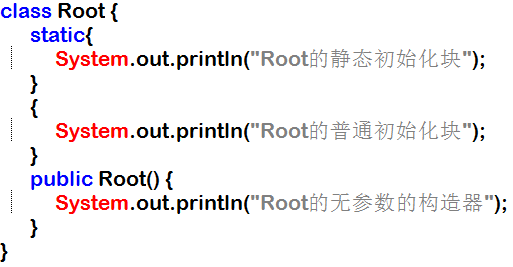 class Root {
static{
System.out.println("Root的静态初始化块");
}
{
System.out.println("Root的普通初始化块");
}
public Root() {
System.out.println("Root的无参数的构造器");
}
}